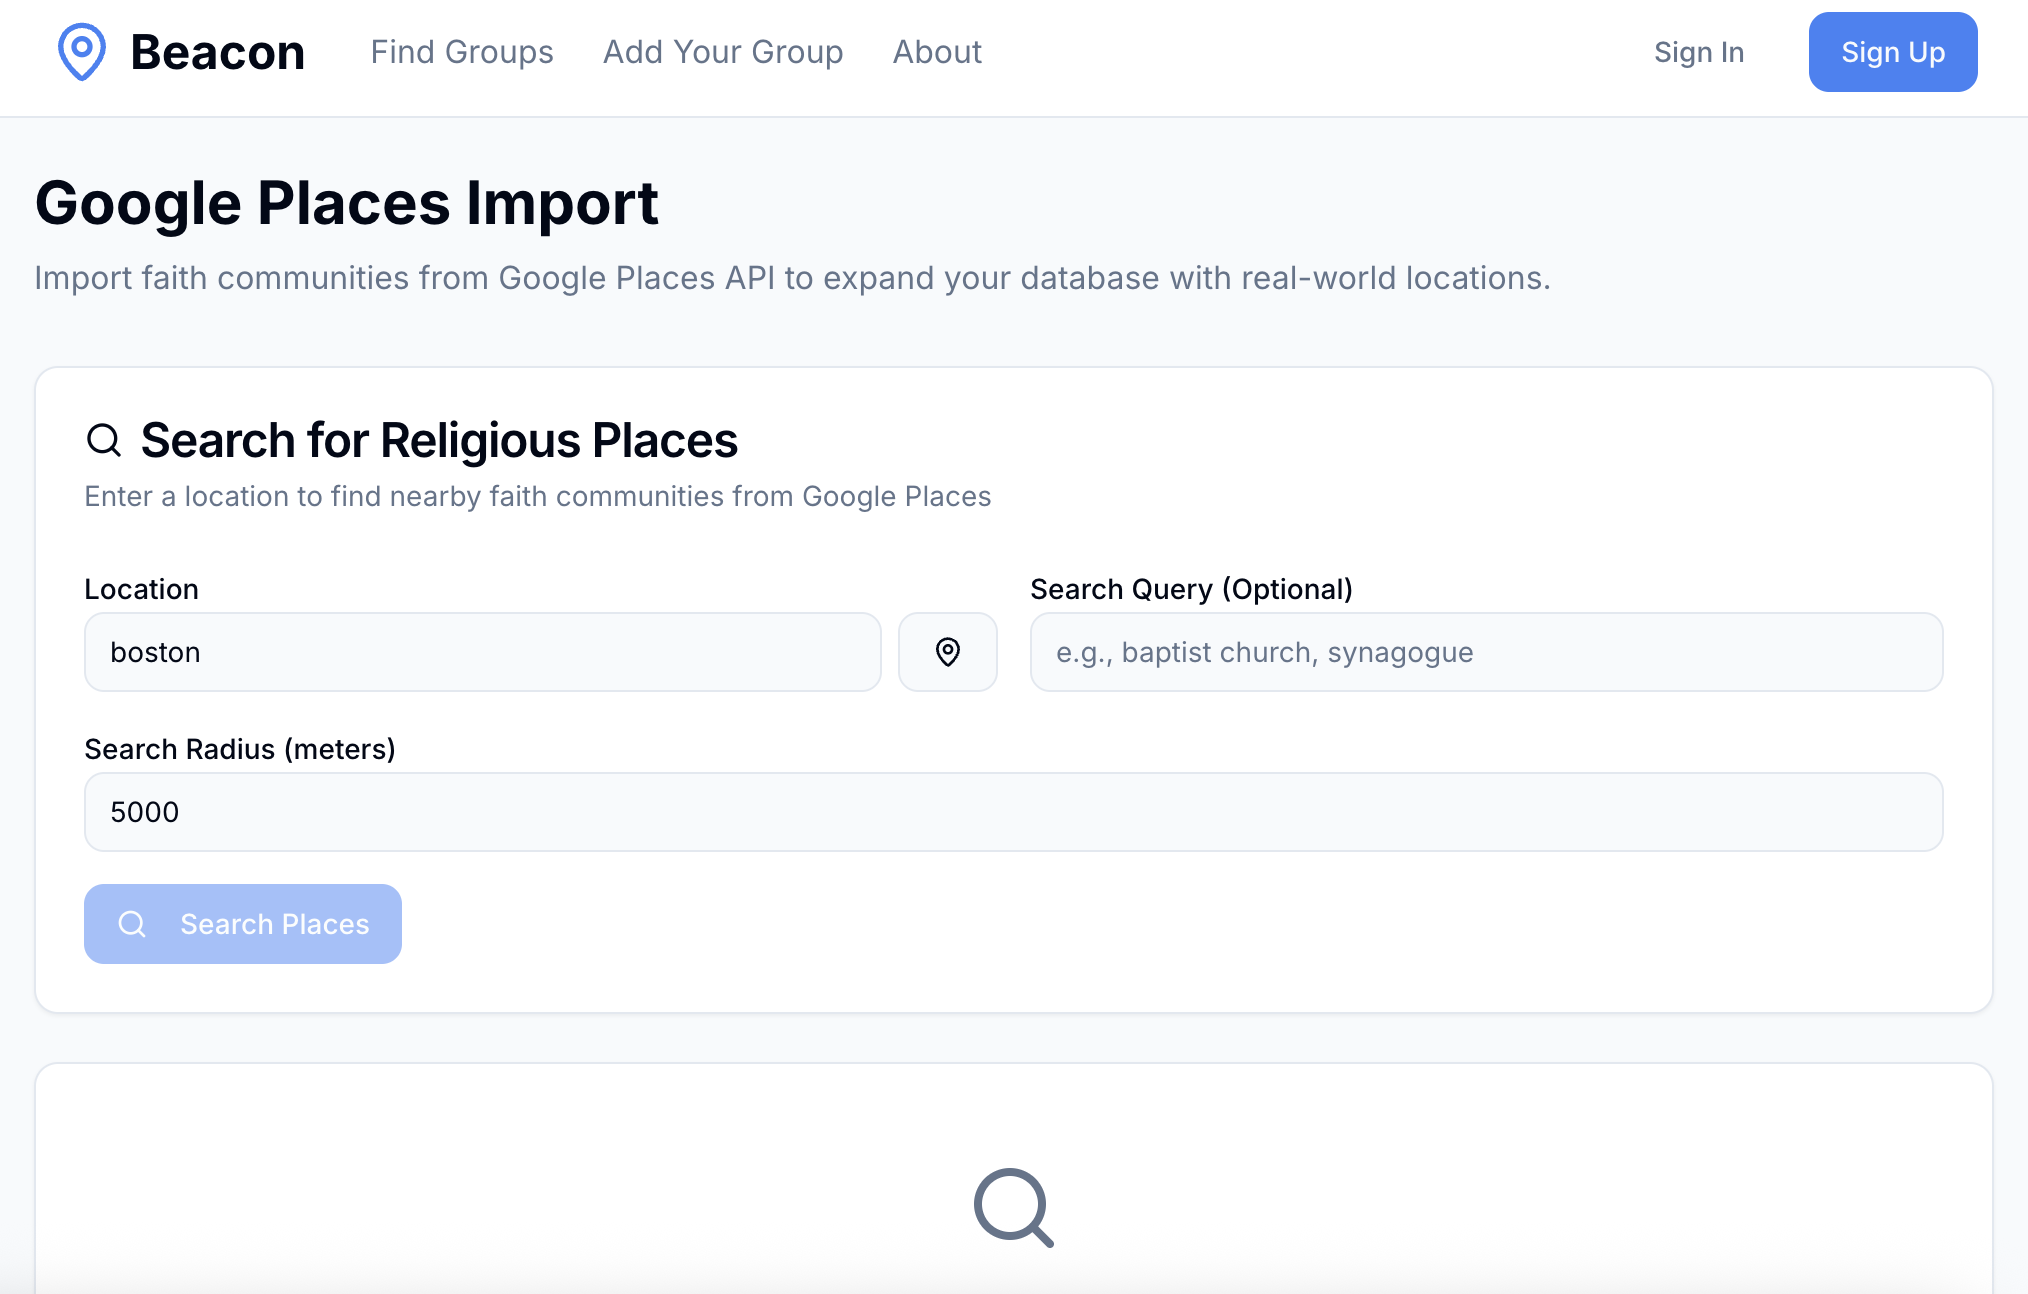 Beacon Find Groups Add Your Group About Sign In Sign Up
Google Places Import
Import faith communities from Google Places API to expand your database with real-world locations.
Search for Religious Places
Enter a location to find nearby faith communities from Google Places
Location
boston
Search Query (Optional)
e.g., baptist church, synagogue
Search Radius (meters)
5000
Search Places